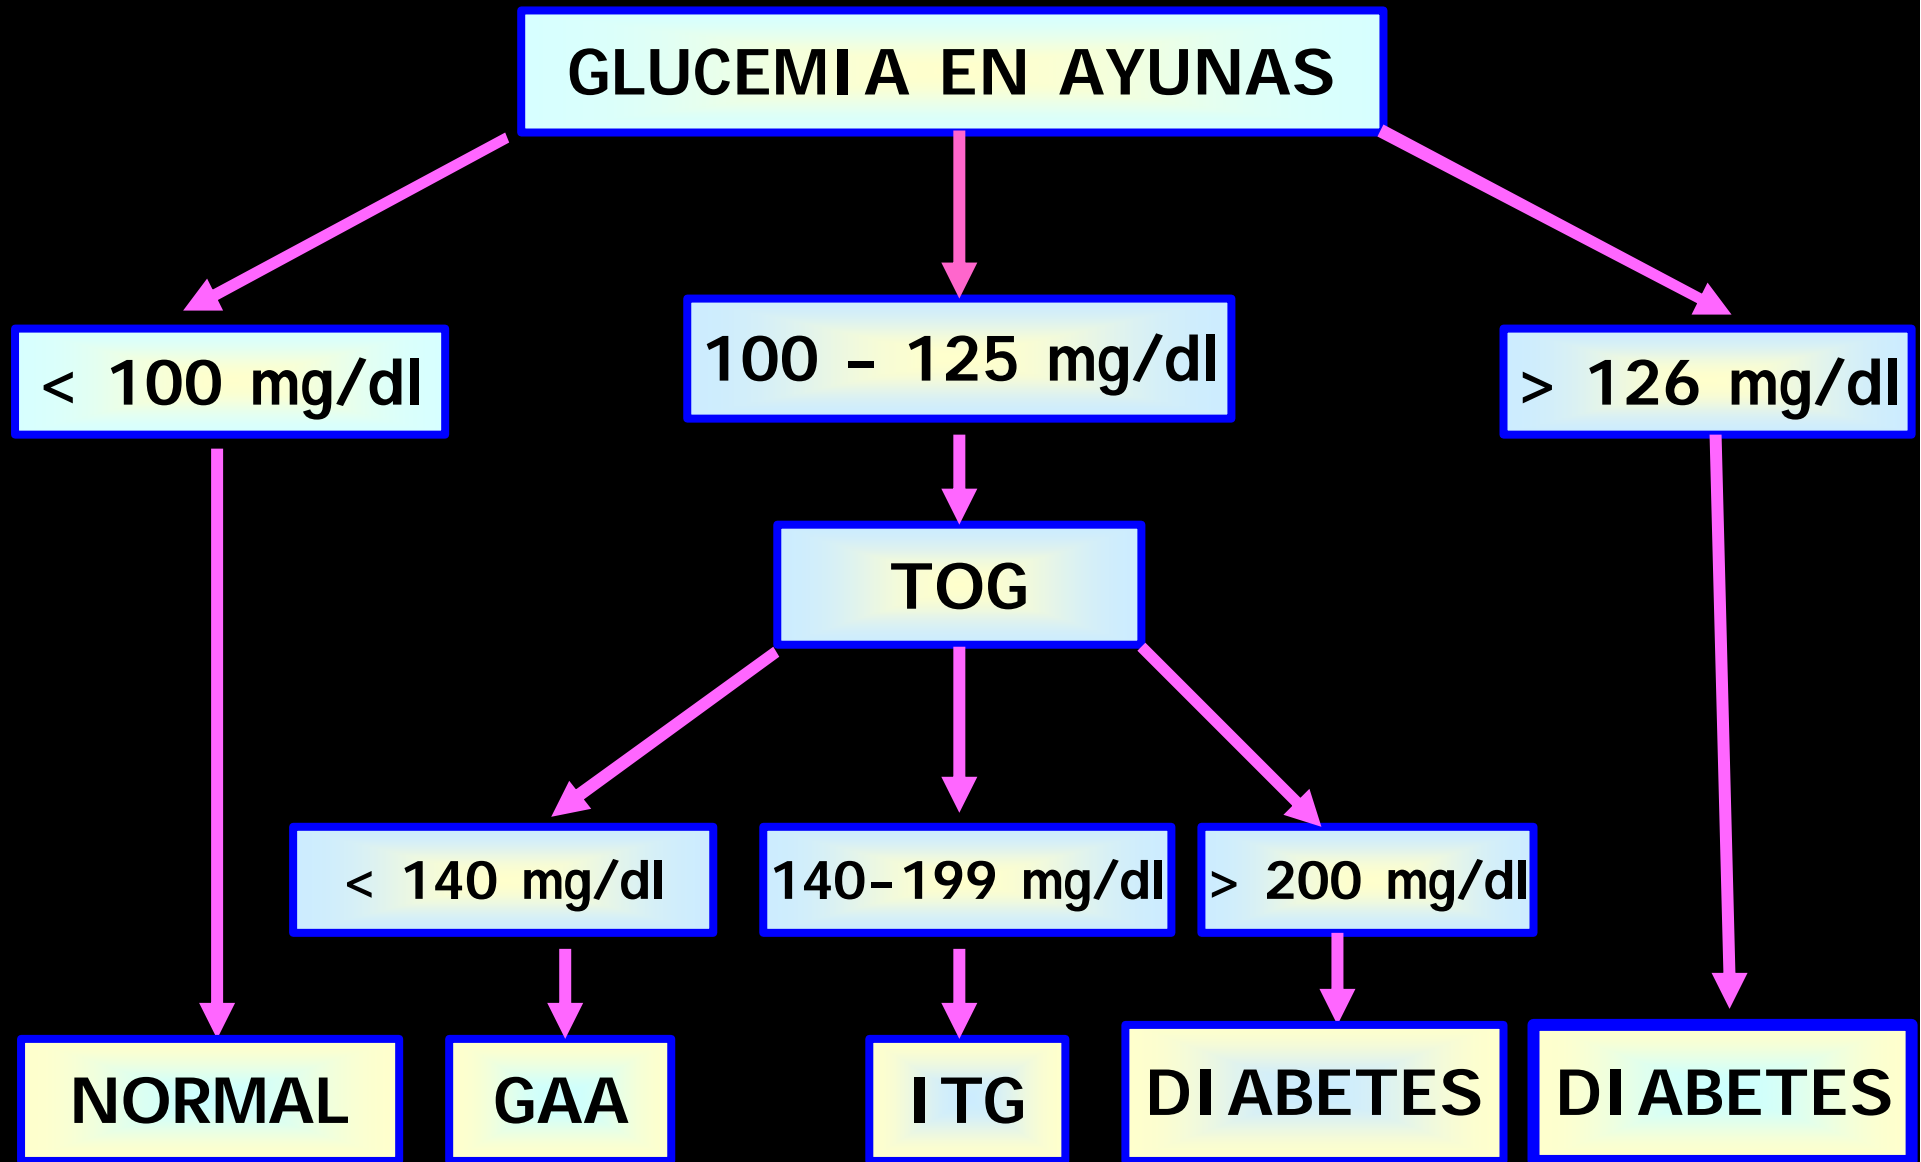 GLUCEMIA EN AYUNAS
< 100 mg/dl
100 – 125 mg/dl
> 126 mg/dl
TOG
< 140 mg/dl
140–199 mg/dl
> 200 mg/dl
NORMAL
GAA
ITG
DIABETES
DIABETES